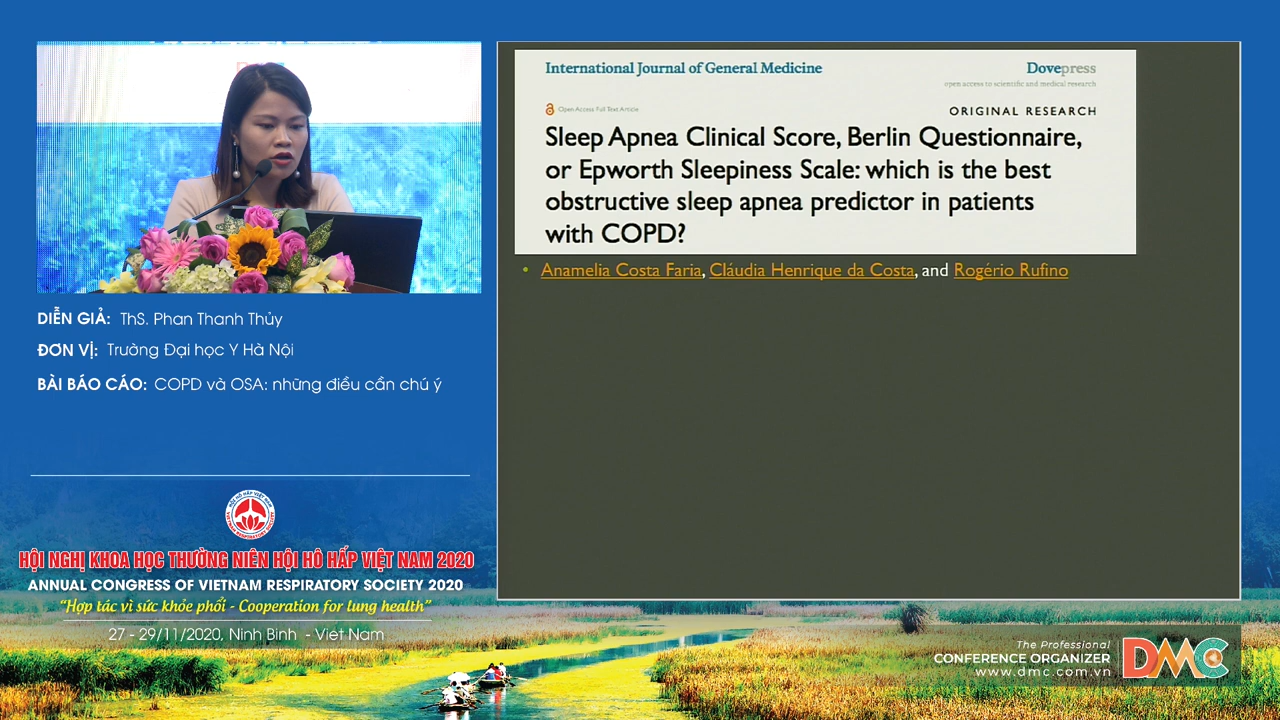 DIỄN GIẢ: ThS. Phan Thanh Thủy
ĐƠN VỊ: Trường Đại học Y Hà Nội
BÀI BÁO CÁO: COPD và OSA: những điều cần chú ý
HỘI NGHỊ KHOA HỌC THƯỜNG NIÊN HỘI HÔ HẤP VIỆT NAM 2020
ANNUAL CONGRESS OF VIETNAM RESPIRATORY SOCIETY 2020
“Hợp tác vì sức khỏe phổi - Cooperation for lung health”
27 - 29/11/2020, Ninh Bình - Việt Nam
International Journal of General Medicine
Dovepress
open access to scientific and medical research
Open Access Full Text Article
ORIGINAL RESEARCH
Sleep Apnea Clinical Score, Berlin Questionnaire,
or Epworth Sleepiness Scale: which is the best
obstructive sleep apnea predictor in patients
with COPD?
• Anamelia Costa Faria, Cláudia Henrique da Costa, and Rogério Rufino
The Professional
CONFERENCE ORGANIZER
www.dmc.com.vn
DMC